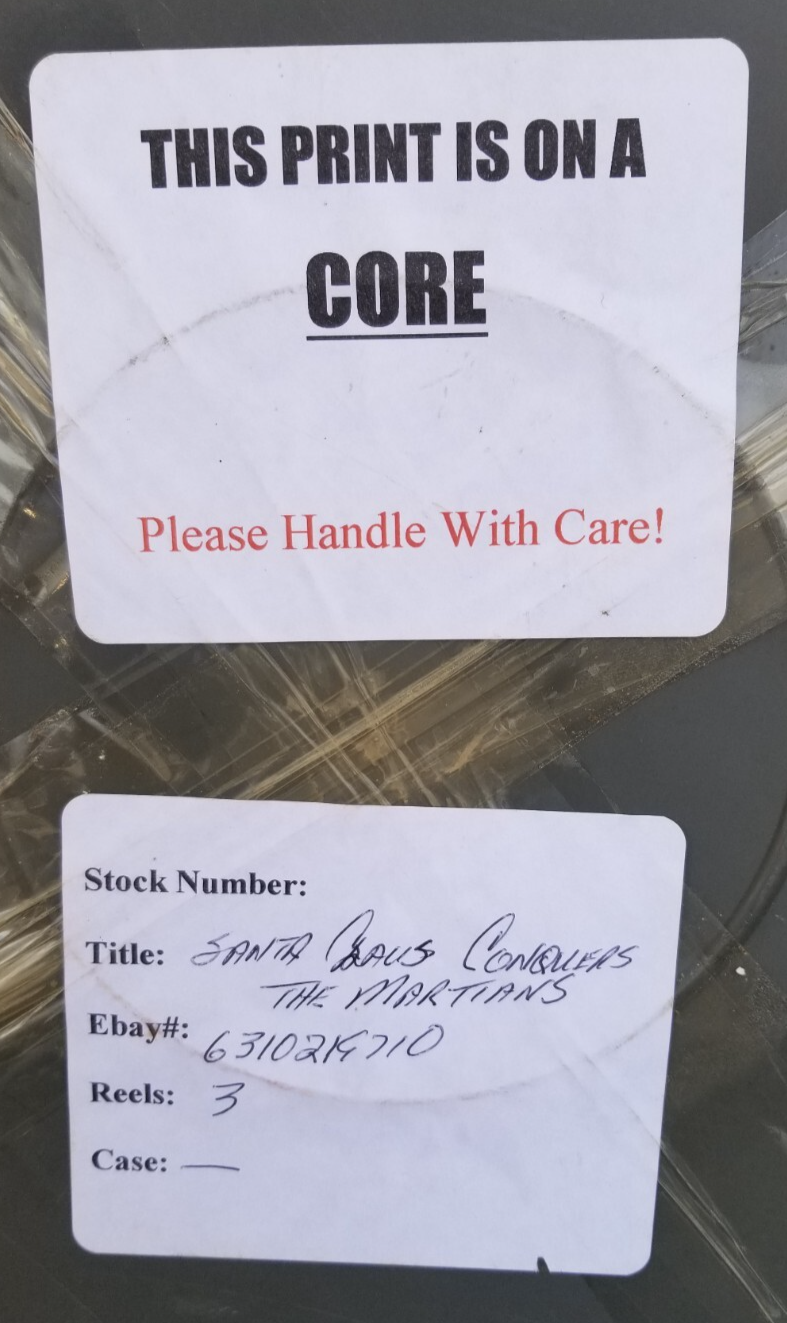 THIS PRINT IS ON A
CORE
Please Handle With Care!
Stock Number:
Title: SANTA CLAUS CONQUERS
THE MARTIANS
Ebay#: 6310219710
Reels: 3
Case: —